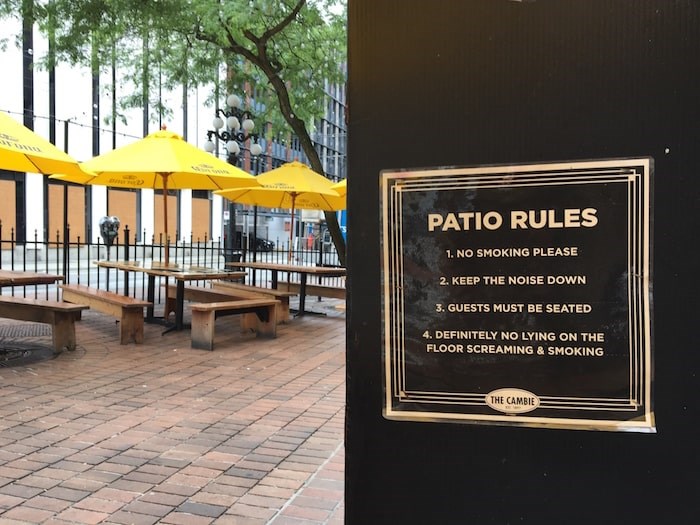 PATIO RULES
1. NO SMOKING PLEASE
2. KEEP THE NOISE DOWN
3. GUESTS MUST BE SEATED
4. DEFINITELY NO LYING ON THE
FLOOR SCREAMING & SMOKING
THE CAMBIE